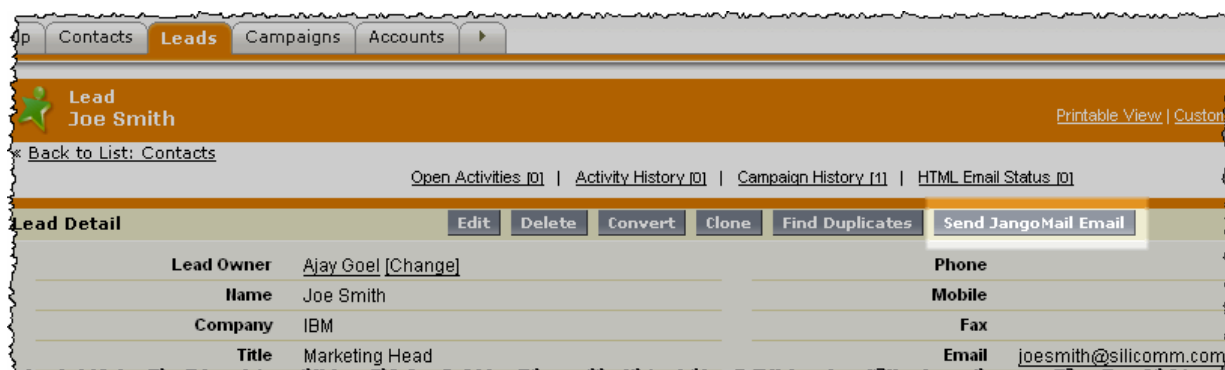 Contacts Leads Campaigns Accounts
Lead
Joe Smith
Printable View | Custom
« Back to List: Contacts
Open Activities [0] | Activity History [0] | Campaign History [1] | HTML Email Status [0]
Lead Detail Edit Delete Convert Clone Find Duplicates Send JangoMail Email
Lead Owner Ajay Goel [Change] Phone
Name Joe Smith Mobile
Company IBM Fax
Title Marketing Head Email joesmith@silicomm.com